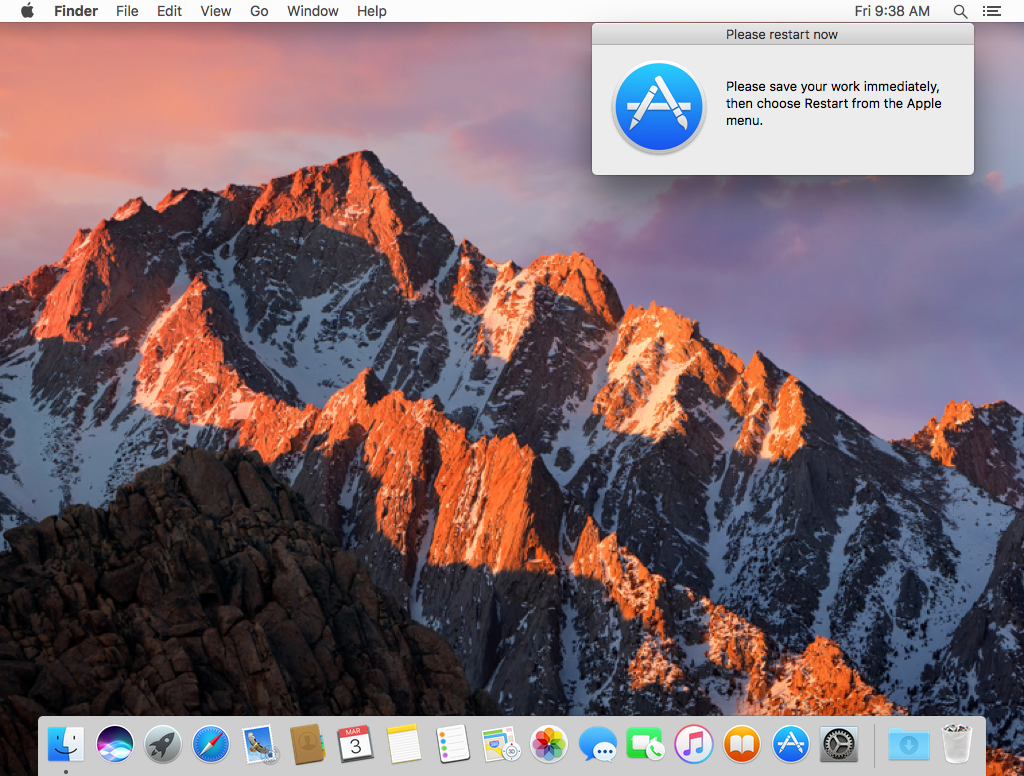 Finder File Edit View Go Window Help Fri 9:38 AM
Please restart now
Please save your work immediately,
then choose Restart from the Apple
menu.
MAR
3
3D